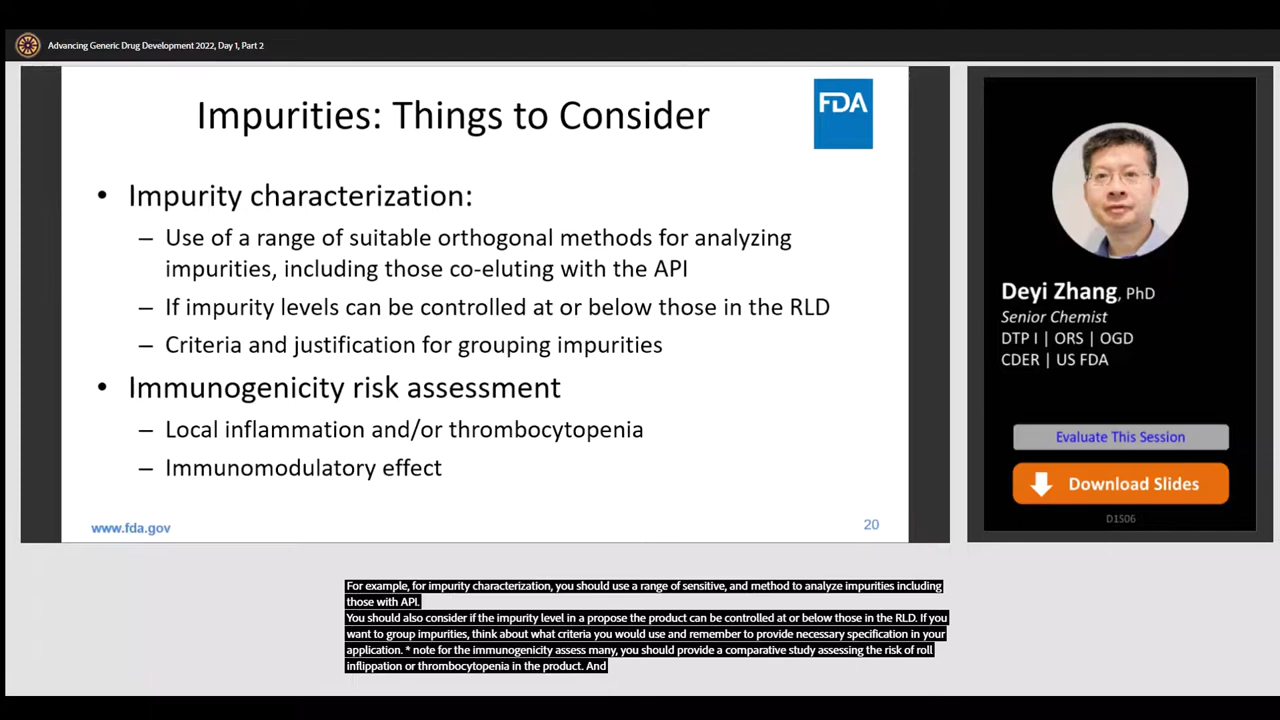 Advancing Generic Drug Development 2022, Day 1, Part 2
Impurities: Things to Consider
FDA
• Impurity characterization:
– Use of a range of suitable orthogonal methods for analyzing
impurities, including those co-eluting with the API
– If impurity levels can be controlled at or below those in the RLD
– Criteria and justification for grouping impurities
• Immunogenicity risk assessment
– Local inflammation and/or thrombocytopenia
– Immunomodulatory effect
www.fda.gov
20
Deyi Zhang, PhD
Senior Chemist
DTP I | ORS | OGD
CDER | US FDA
Evaluate This Session
Download Slides
D1S06
For example, for impurity characterization, you should use a range of sensitive, and method to analyze impurities including
those with API.
You should also consider if the impurity level in a propose the product can be controlled at or below those in the RLD. If you
want to group impurities, think about what criteria you would use and remember to provide necessary specification in your
application. * note for the immunogenicity assess many, you should provide a comparative study assessing the risk of roll
inflippation or thrombocytopenia in the product. And